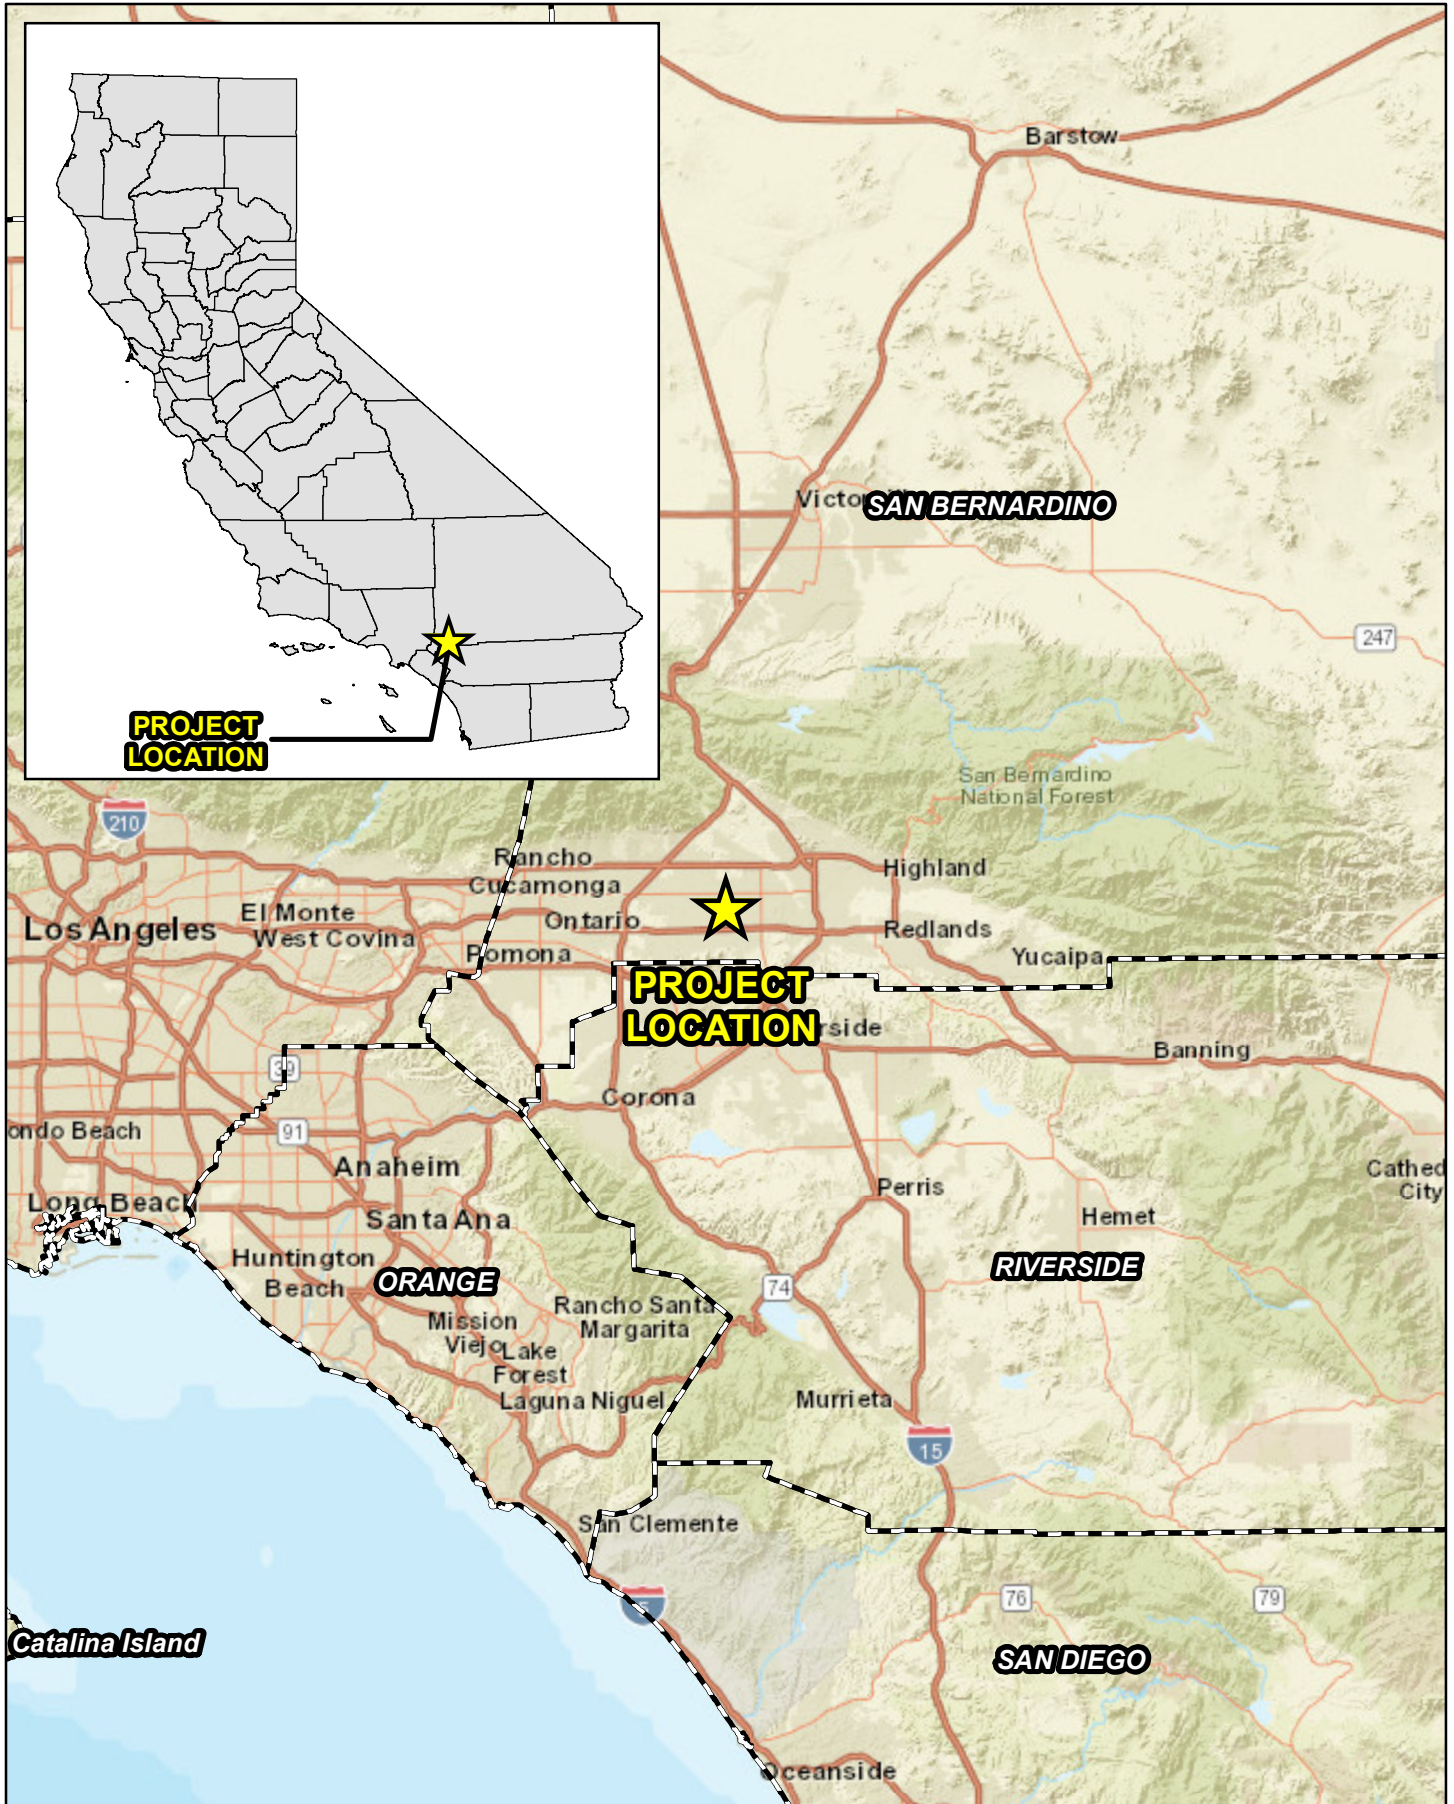 Barstow
SAN BERNARDINO
247
PROJECT
LOCATION
San Bernardino
National Forest
210
Rancho
Cucamonga
Highland
Los Angeles
El Monte
West Covina
Ontario
Redlands
Pomona
Yucaipa
PROJECT
LOCATION
rside
39
Banning
Corona
91
ondo Beach
Anaheim
Cathed
City
Long Beach
Perris
Santa Ana
Hemet
Huntington
Beach
ORANGE
RIVERSIDE
74
Rancho Santa
Margarita
Mission
Viejo
Lake
Forest
Laguna Niguel
Murrieta
15
San Clemente
5
76
79
Catalina Island
SAN DIEGO
Oceanside